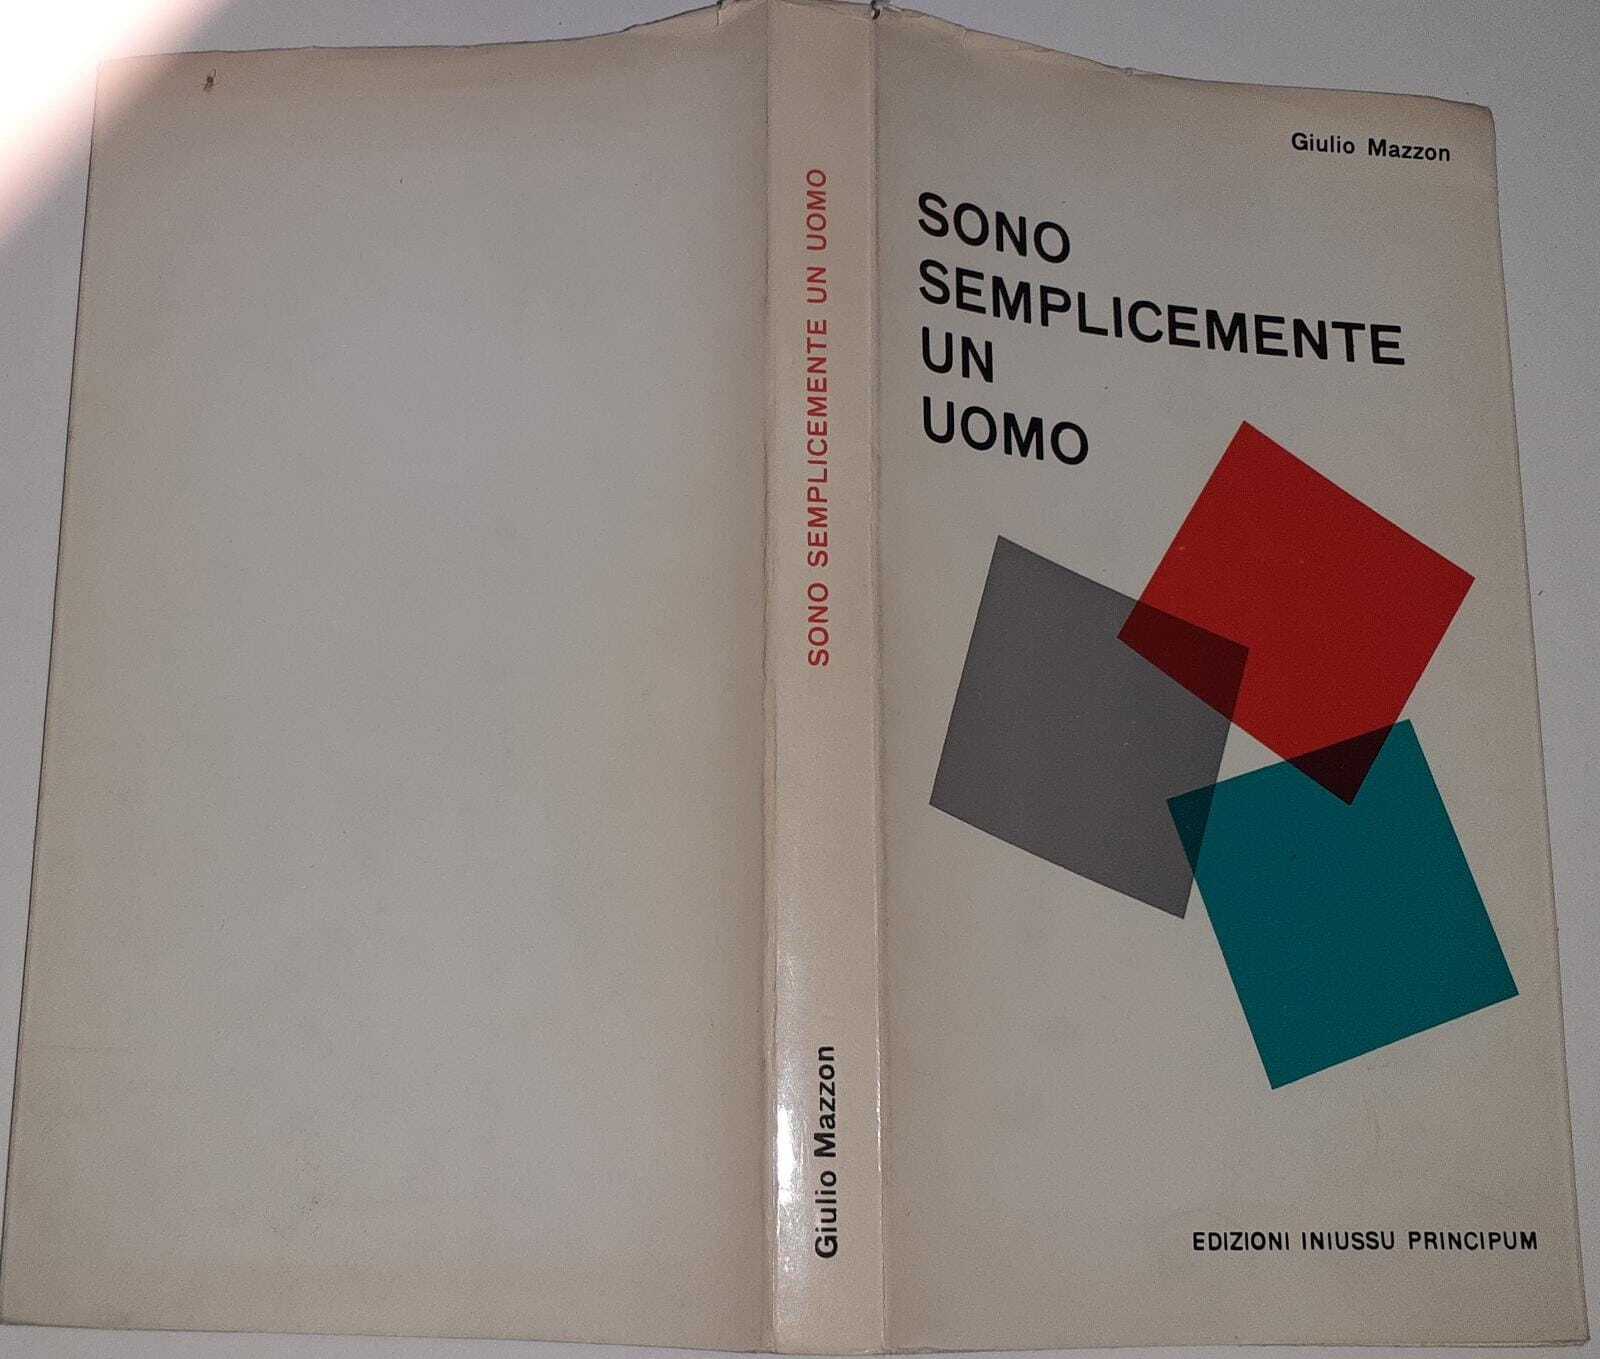 SONO SEMPLICEMENTE UN UOMO
Giulio Mazzon
Giulio Mazzon
SONO
SEMPLICEMENTE
UN
UOMO
EDIZIONI INIUSSU PRINCIPUM